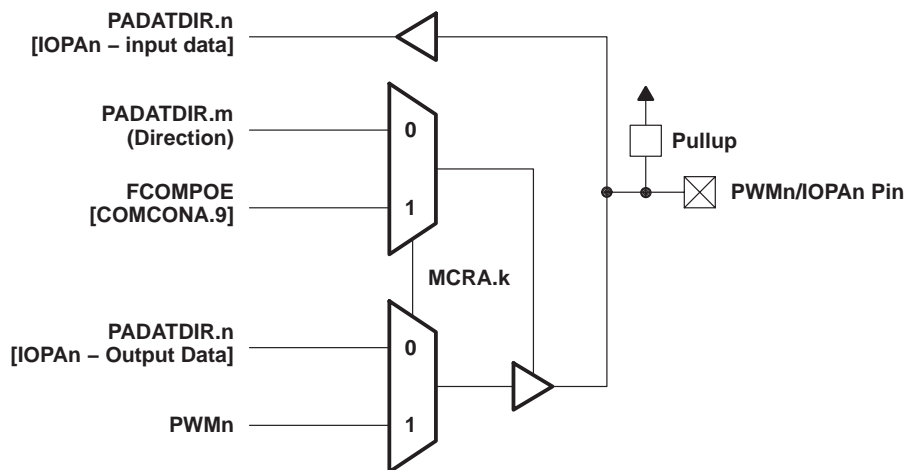 PADATDIR.n
[IOPAn – input data]
PADATDIR.m
(Direction)
0
Pullup
FCOMPOE
[COMCONA.9]
1
PWMn/IOPAn Pin
MCRA.k
PADATDIR.n
[IOPAn – Output Data]
0
PWMn
1